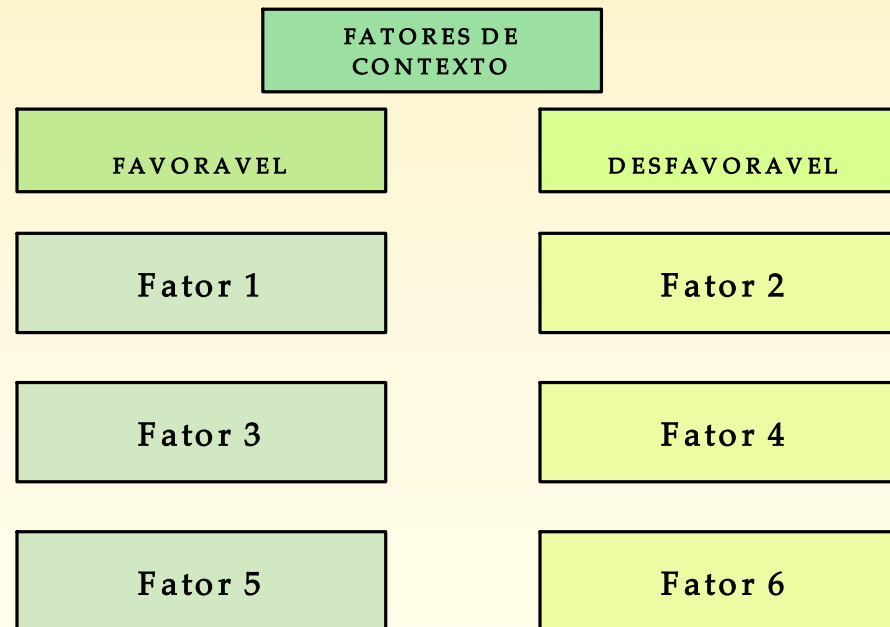 FATORES DE
CONTEXTO
FAVORAVEL
DESFAVORAVEL
Fator 1
Fator 2
Fator 3
Fator 4
Fator 5
Fator 6